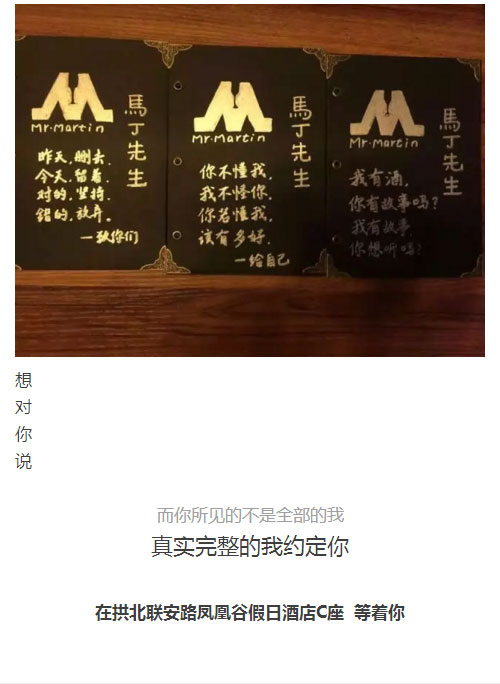 Mr·Martin
馬丁先生
昨天,删去.
今天,留着.
对的,坚持.
错的,放弃.
一致你们
Mr·Martin
馬丁先生
你不懂我,
我不怪你.
你若懂我,
该有多好.
一给自己
Mr·Martin
馬丁先生
我有酒,
你有故事吗?
我有故事
你想听吗?
想
对
你
说
而你所见的不是全部的我
真实完整的我约定你
在拱北联安路凤凰谷假日酒店C座 等着你